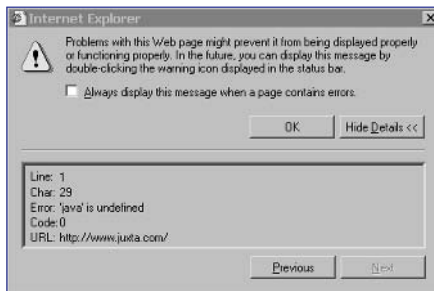 Internet Explorer
Problems with this Web page might prevent it from being displayed properly
or functioning properly. In the future, you can display this message by
double-clicking the warning icon displayed in the status bar.
Always display this message when a page contains errors.
OK
Hide Details <<
Line: 1
Char: 29
Error: 'java' is undefined
Code:0
URL: http://www.juxta.com/
Previous
Next